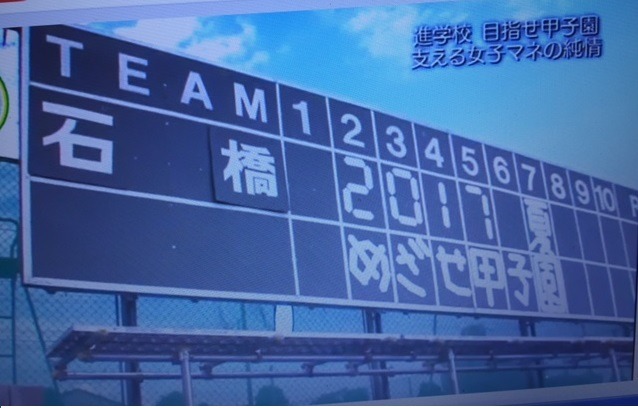 進学校 目指せ甲子園
支える女子マネの純情
TEAM 1 2 3 4 5 6 7 8 9 10 R
石橋 2017 夏
めざせ甲子園